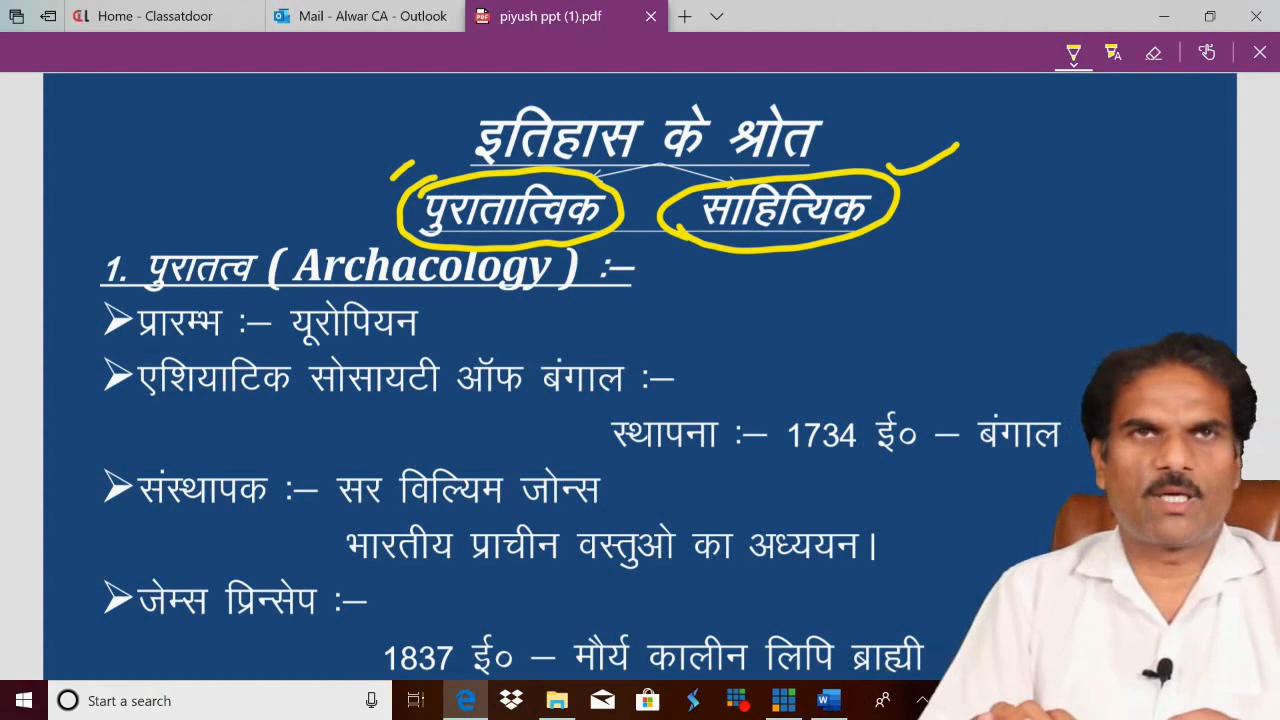 Home - Classatdoor
Mail - Alwar CA - Outlook
piyush ppt (1).pdf
इतिहास के श्रोत
पुरातात्विक साहित्यिक
1. पुरातत्व ( Archacology ) :–
➢प्रारम्भ :– यूरोपियन
➢एशियाटिक सोसायटी ऑफ बंगाल :–
स्थापना :– 1734 ई० – बंगाल
➢संस्थापक :– सर विल्यिम जोन्स
भारतीय प्राचीन वस्तुओ का अध्ययन।
➢जेम्स प्रिन्सेप :–
1837 ई० – मौर्य कालीन लिपि ब्राह्यी
Start a search